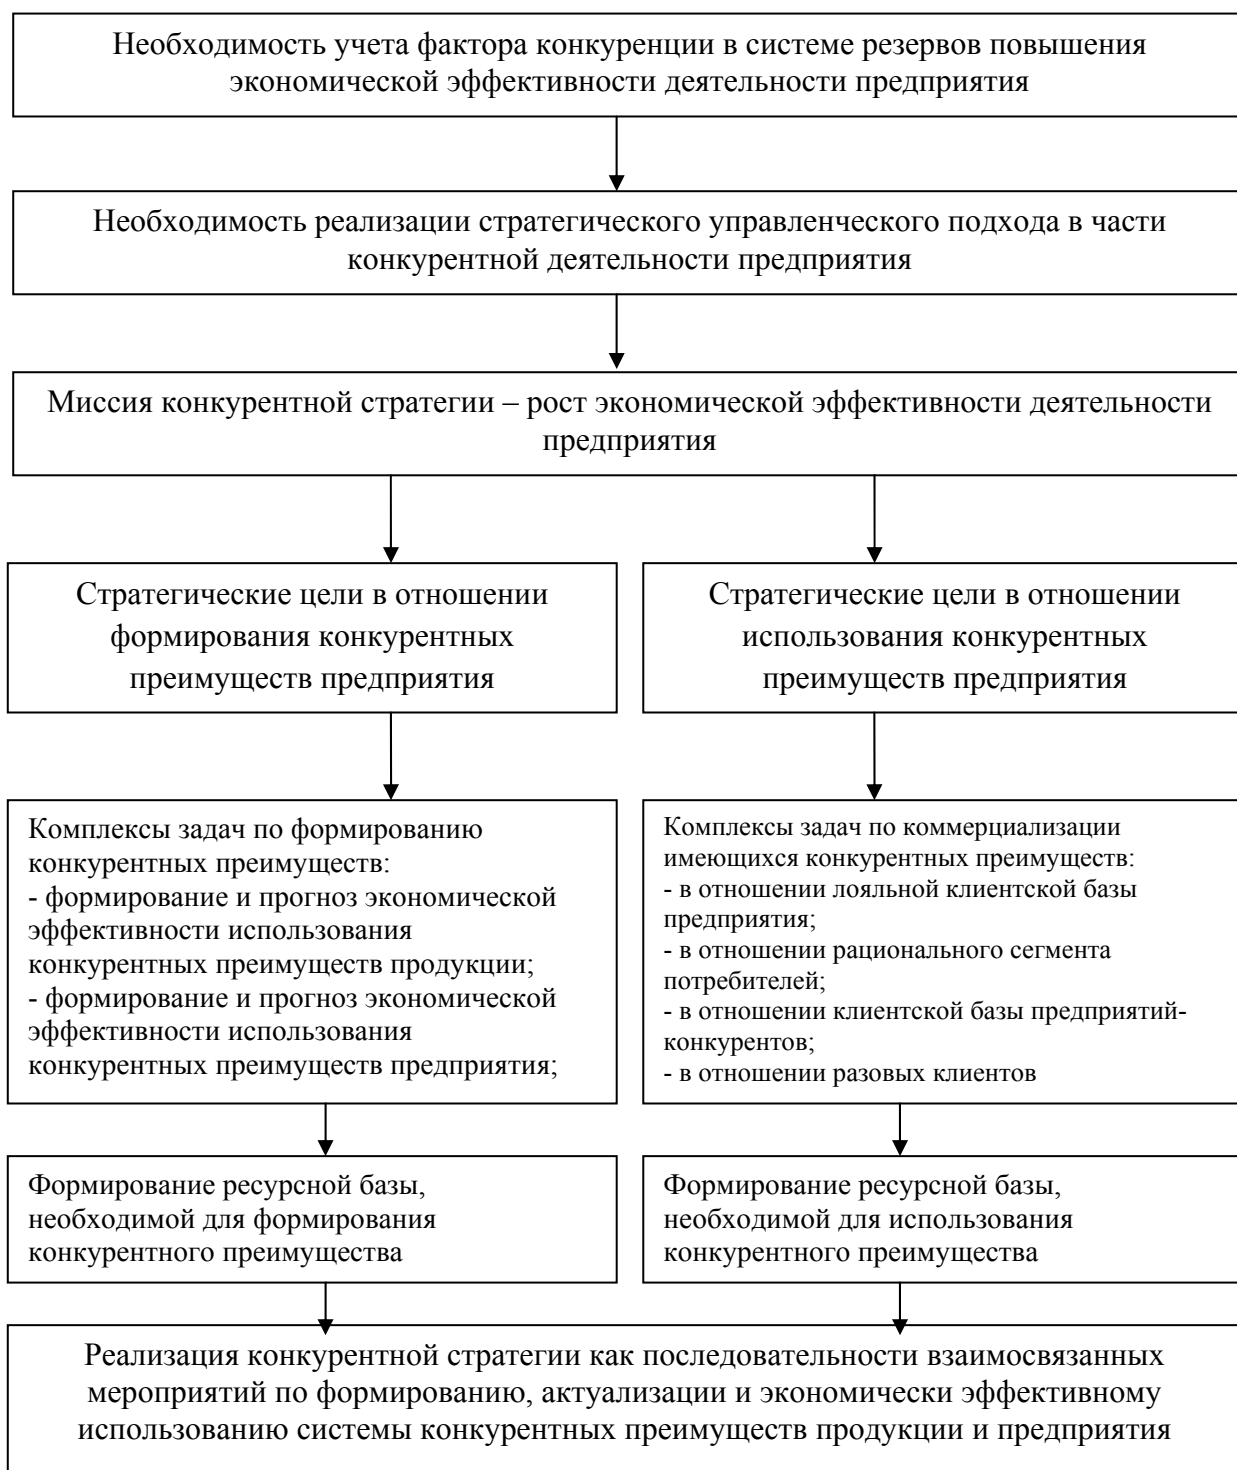 Необходимость учета фактора конкуренции в системе резервов повышения
экономической эффективности деятельности предприятия
Необходимость реализации стратегического управленческого подхода в части
конкурентной деятельности предприятия
Миссия конкурентной стратегии – рост экономической эффективности деятельности
предприятия
Стратегические цели в отношении
формирования конкурентных
преимуществ предприятия
Стратегические цели в отношении
использования конкурентных
преимуществ предприятия
Комплексы задач по формированию
конкурентных преимуществ:
- формирование и прогноз экономической
эффективности использования
конкурентных преимуществ продукции;
- формирование и прогноз экономической
эффективности использования
конкурентных преимуществ предприятия;
Комплексы задач по коммерциализации
имеющихся конкурентных преимуществ:
- в отношении лояльной клиентской базы
предприятия;
- в отношении рационального сегмента
потребителей;
- в отношении клиентской базы предприятий-
конкурентов;
- в отношении разовых клиентов
Формирование ресурсной базы,
необходимой для формирования
конкурентного преимущества
Формирование ресурсной базы,
необходимой для использования
конкурентного преимущества
Реализация конкурентной стратегии как последовательности взаимосвязанных
мероприятий по формированию, актуализации и экономически эффективному
использованию системы конкурентных преимуществ продукции и предприятия